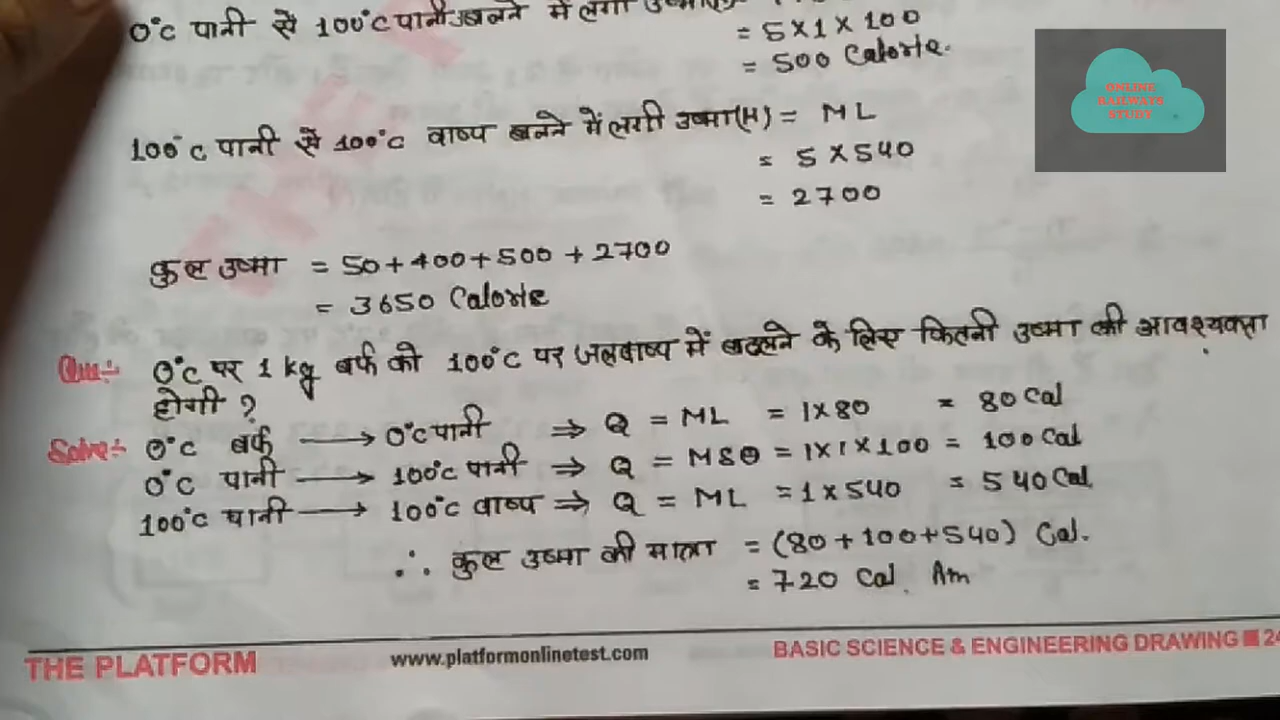 0°c पानी से 100°c पानी उबलने में लगी
= 5×1×100
= 500 Calorie.
100°c पानी से 100°c वाष्प बनने में लगी उष्मा(H) = ML
= 5×540
= 2700
कुल उष्मा = 50+400+500+2700
= 3650 Calorie
Que:- 0°c पर 1 kg बर्फ को 100°c पर जलवाष्प में बदलने के लिए कितनी उष्मा की आवश्यकता
होगी ?
Solve:- 0°c बर्फ → 0°c पानी ⇒ Q = ML = 1×80 = 80 Cal
0°c पानी → 100°c पानी ⇒ Q = MSθ = 1×1×100 = 100 Cal
100°c पानी → 100°c वाष्प ⇒ Q = ML = 1×540 = 540 Cal.
∴ कुल उष्मा की मात्रा = (80+100+540) Cal.
= 720 Cal. Am
THE PLATFORM www.platformonlinetest.com BASIC SCIENCE & ENGINEERING DRAWING ■ 24
ONLINE
RAILWAYS
STUDY